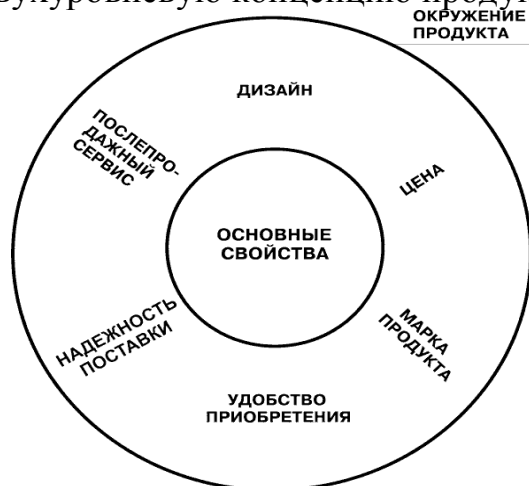 ОКРУЖЕНИЕ
ПРОДУКТА
ДИЗАЙН
ПОСЛЕПРО-
ДАЖНЫЙ
СЕРВИС
ЦЕНА
ОСНОВНЫЕ
СВОЙСТВА
НАДЕЖНОСТЬ
ПОСТАВКИ
МАРКА
ПРОДУКТА
УДОБСТВО
ПРИОБРЕТЕНИЯ